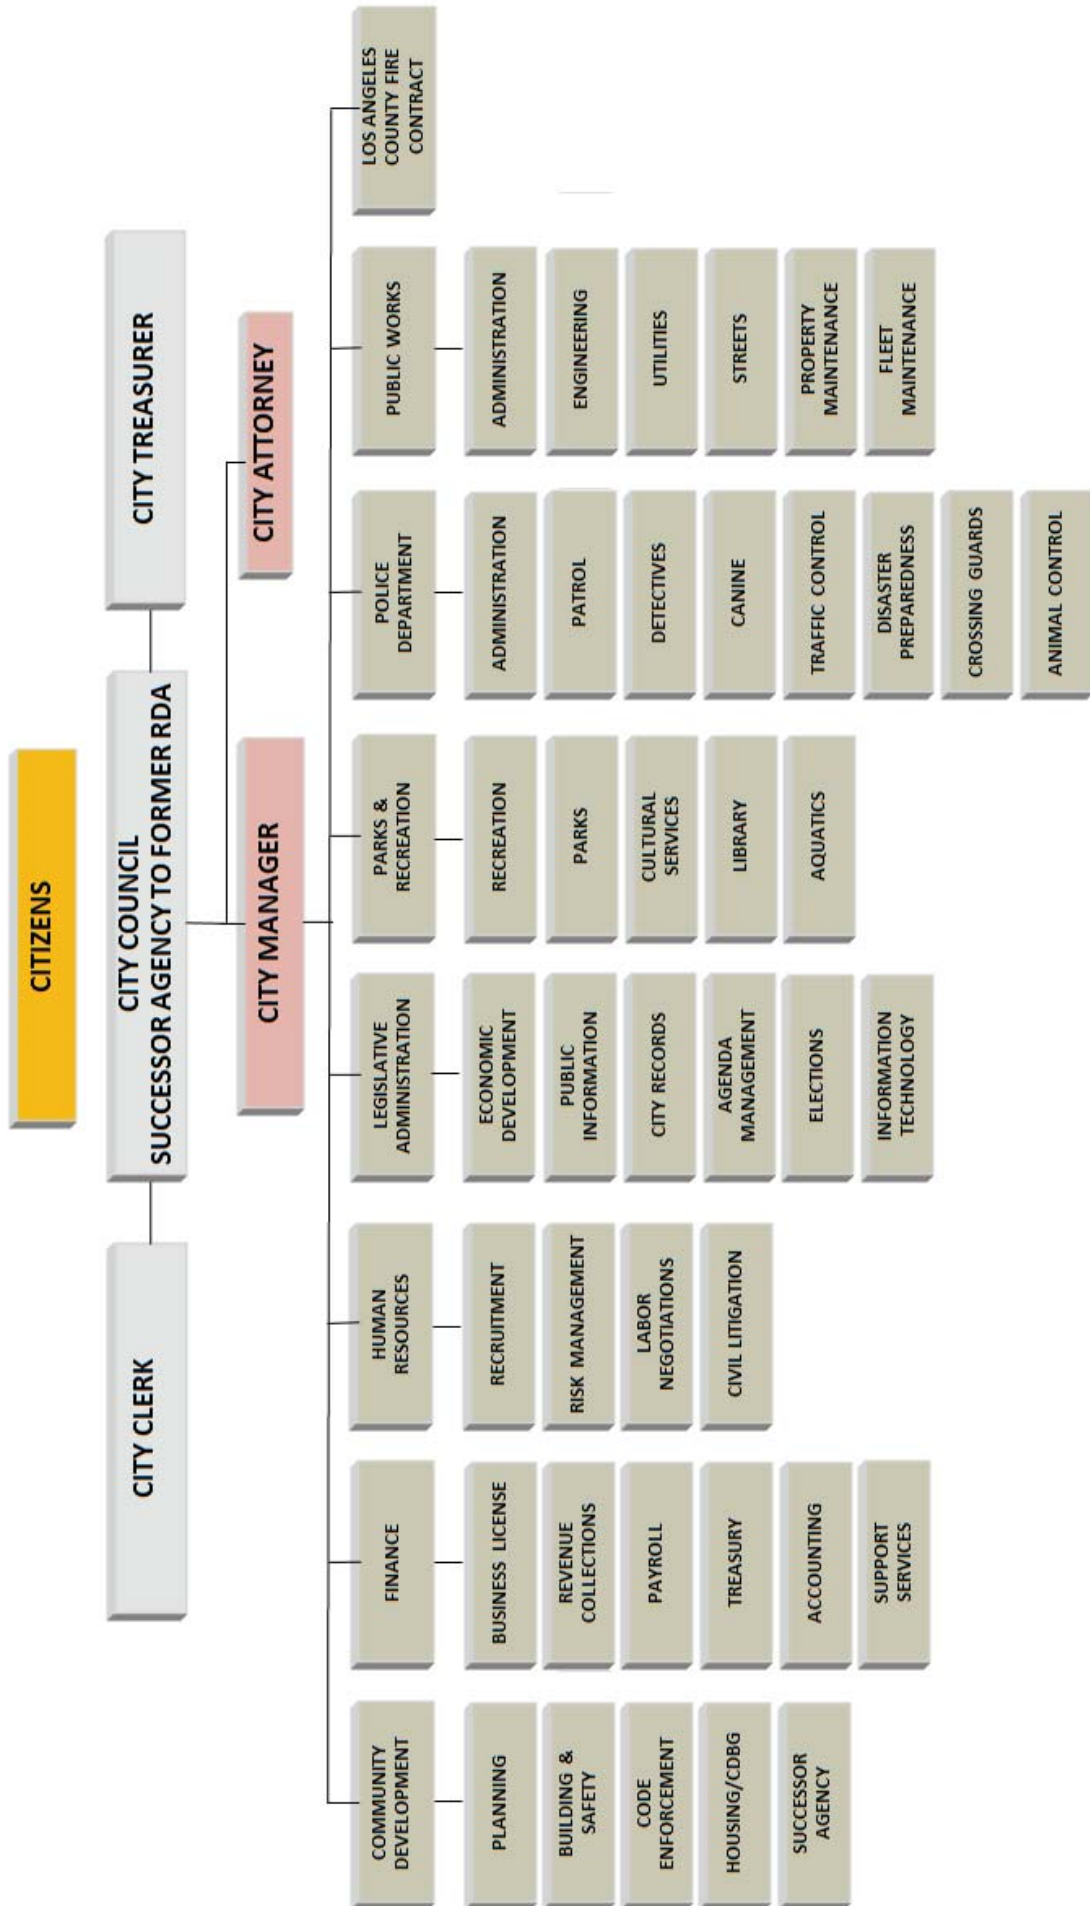 CITIZENS
CITY CLERK
CITY COUNCIL
SUCCESSOR AGENCY TO FORMER RDA
CITY TREASURER
CITY MANAGER
CITY ATTORNEY
COMMUNITY
DEVELOPMENT
PLANNING
BUILDING &
SAFETY
CODE
ENFORCEMENT
HOUSING/CDBG
SUCCESSOR
AGENCY
FINANCE
BUSINESS LICENSE
REVENUE
COLLECTIONS
PAYROLL
TREASURY
ACCOUNTING
SUPPORT
SERVICES
HUMAN
RESOURCES
RECRUITMENT
RISK MANAGEMENT
LABOR
NEGOTIATIONS
CIVIL LITIGATION
LEGISLATIVE
ADMINISTRATION
ECONOMIC
DEVELOPMENT
PUBLIC
INFORMATION
CITY RECORDS
AGENDA
MANAGEMENT
ELECTIONS
INFORMATION
TECHNOLOGY
PARKS &
RECREATION
RECREATION
PARKS
CULTURAL
SERVICES
LIBRARY
AQUATICS
POLICE
DEPARTMENT
ADMINISTRATION
PATROL
DETECTIVES
CANINE
TRAFFIC CONTROL
DISASTER
PREPAREDNESS
CROSSING GUARDS
ANIMAL CONTROL
PUBLIC WORKS
ADMINISTRATION
ENGINEERING
UTILITIES
STREETS
PROPERTY
MAINTENANCE
FLEET
MAINTENANCE
LOS ANGELES
COUNTY FIRE
CONTRACT